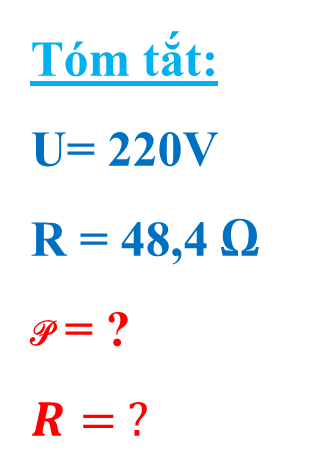 Tóm tắt:
U= 220V
R = 48,4 Ω
𝒫 = ?
R = ?